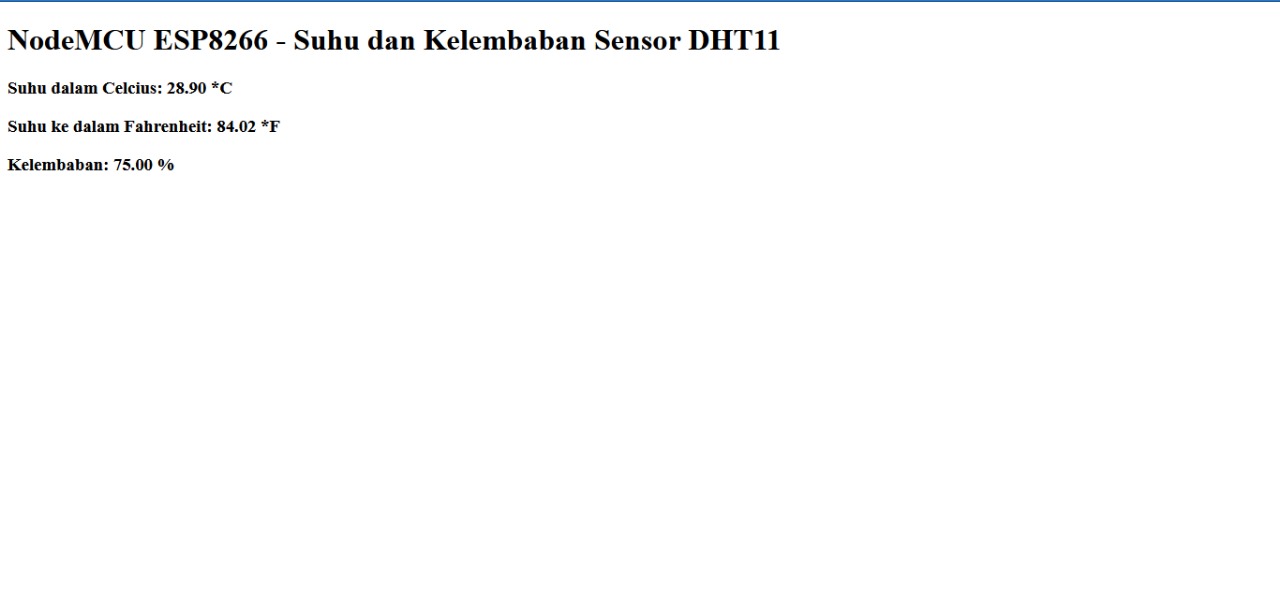 NodeMCU ESP8266 - Suhu dan Kelembaban Sensor DHT11
Suhu dalam Celcius: 28.90 *C
Suhu ke dalam Fahrenheit: 84.02 *F
Kelembaban: 75.00 %